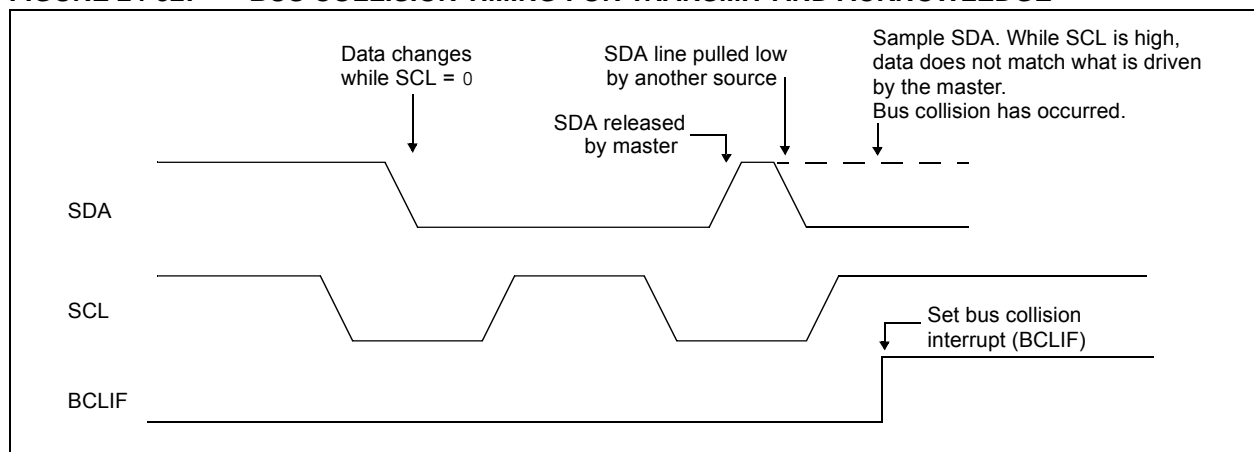 FIGURE BUS COLLISION TIMING FOR TRANSMIT AND ACKNOWLEDGE
Data changes
while SCL = 0
SDA line pulled low
by another source
SDA released
by master
Sample SDA. While SCL is high,
data does not match what is driven
by the master.
Bus collision has occurred.
SDA
SCL
Set bus collision
interrupt (BCLIF)
BCLIF